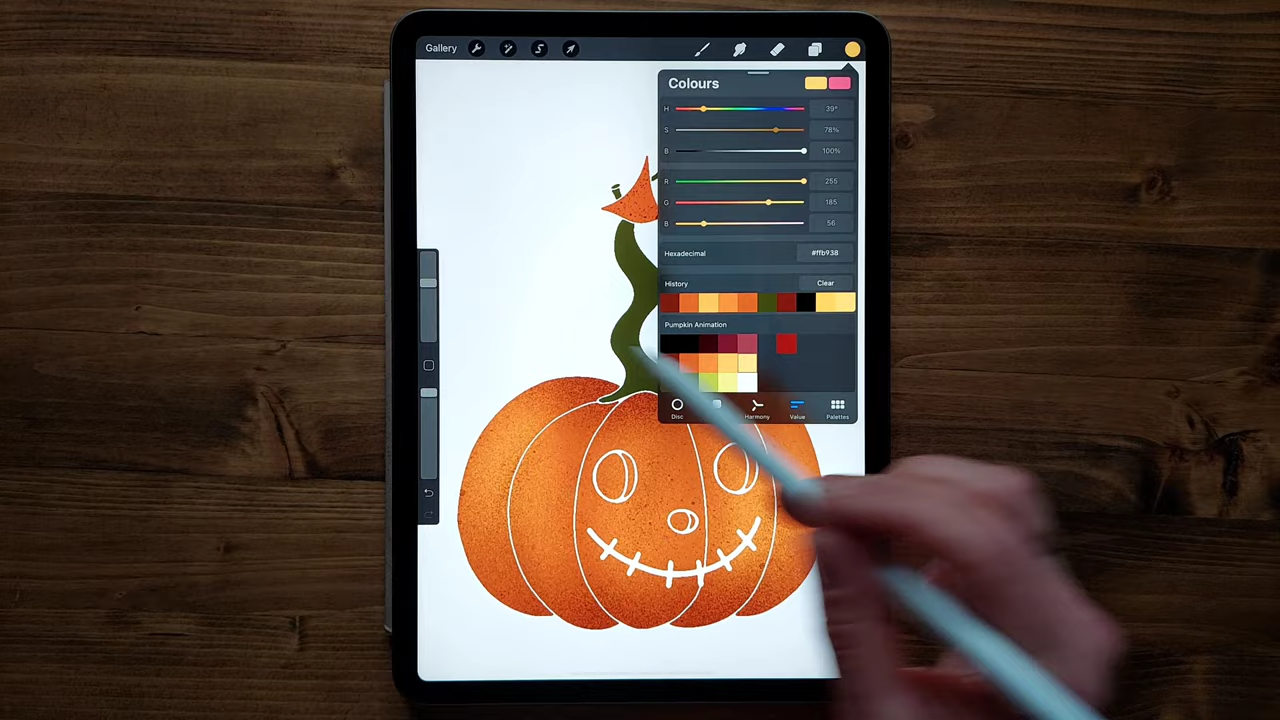 Gallery
Colours
H 39°
S 78%
B 100%
R 255
G 185
B 56
Hexadecimal #ffb938
History Clear
Pumpkin Animation
Disc Harmony Value Palettes